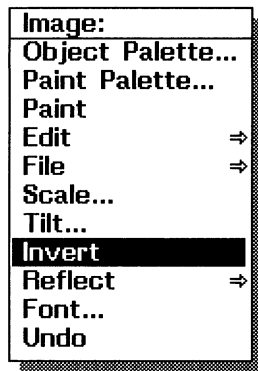 Image:
Object Palette...
Paint Palette...
Paint
Edit ⇒
File ⇒
Scale...
Tilt...
Invert
Reflect ⇒
Font...
Undo